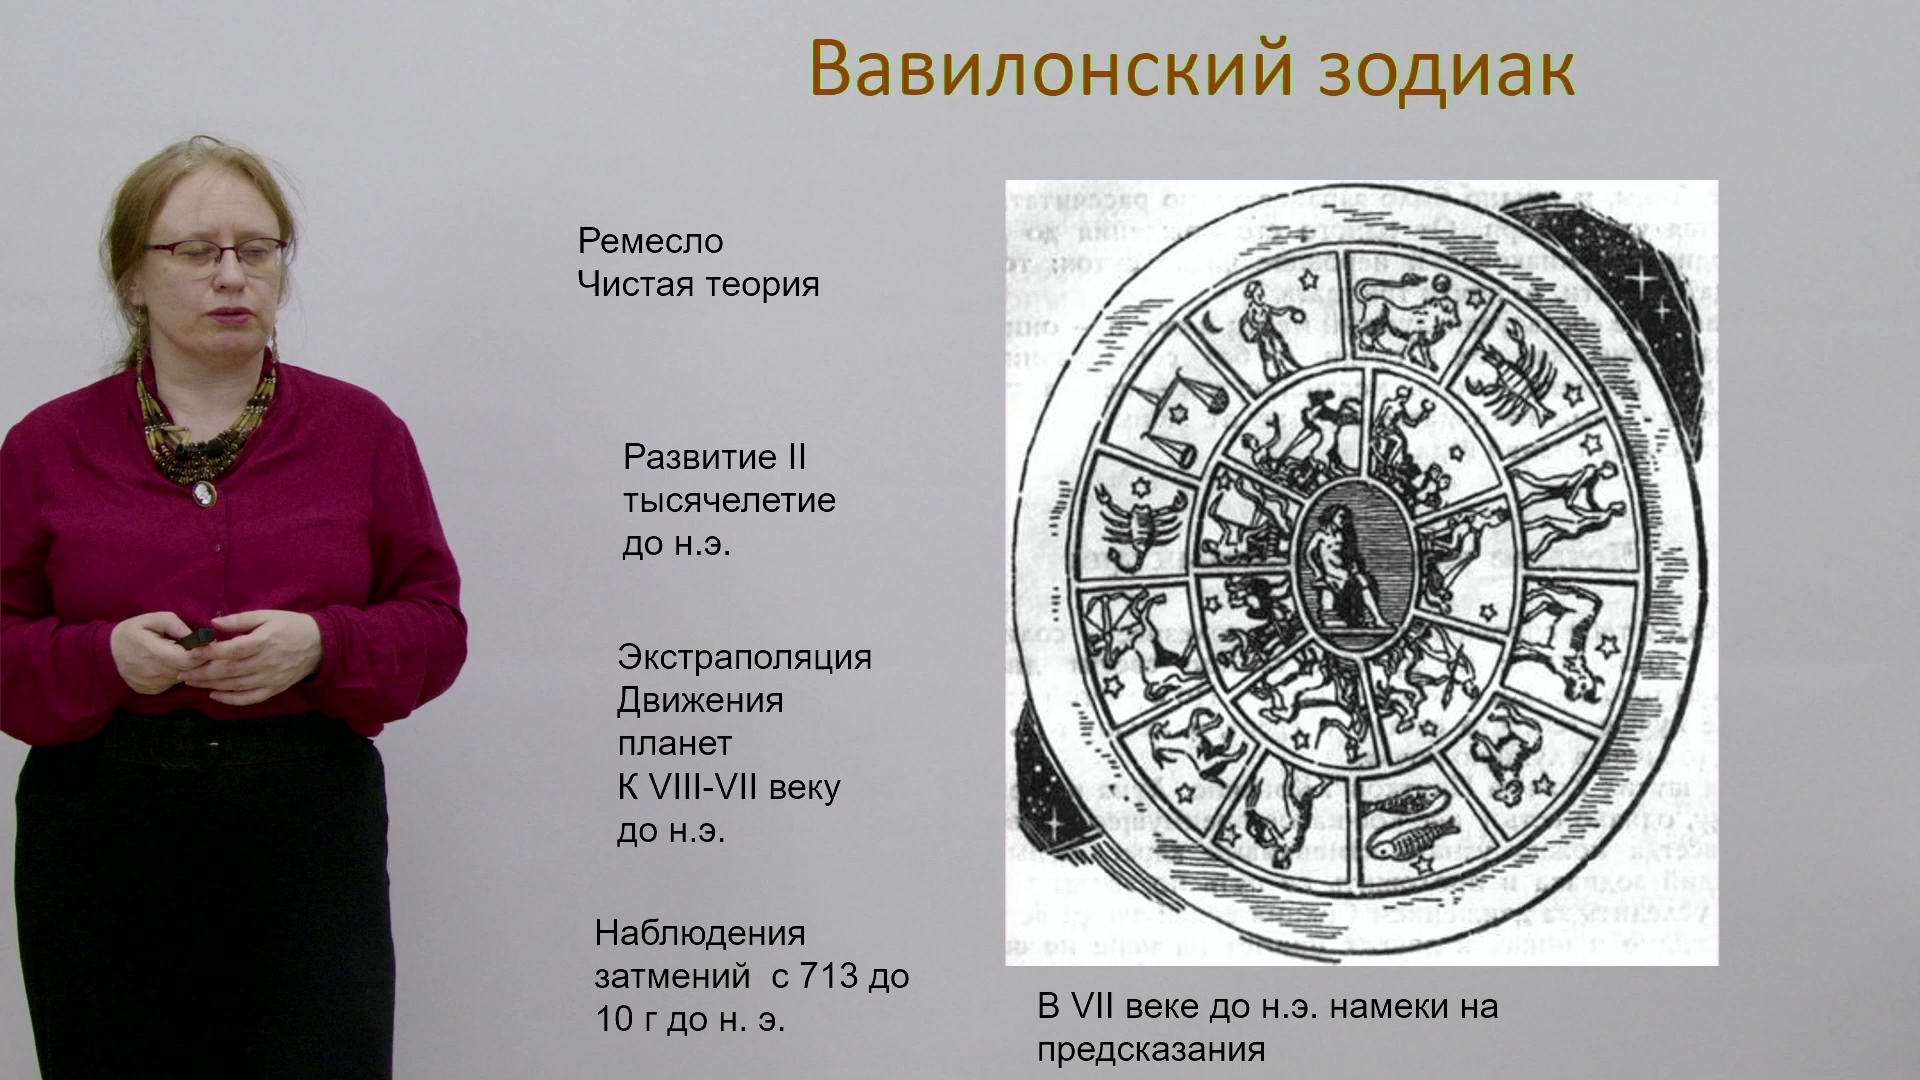 Вавилонский зодиак
Ремесло
Чистая теория
Развитие II
тысячелетие
до н.э.
Экстраполяция
Движения
планет
К VIII-VII веку
до н.э.
Наблюдения
затмений с 713 до
10 г до н. э.
В VII веке до н.э. намеки на
предсказания